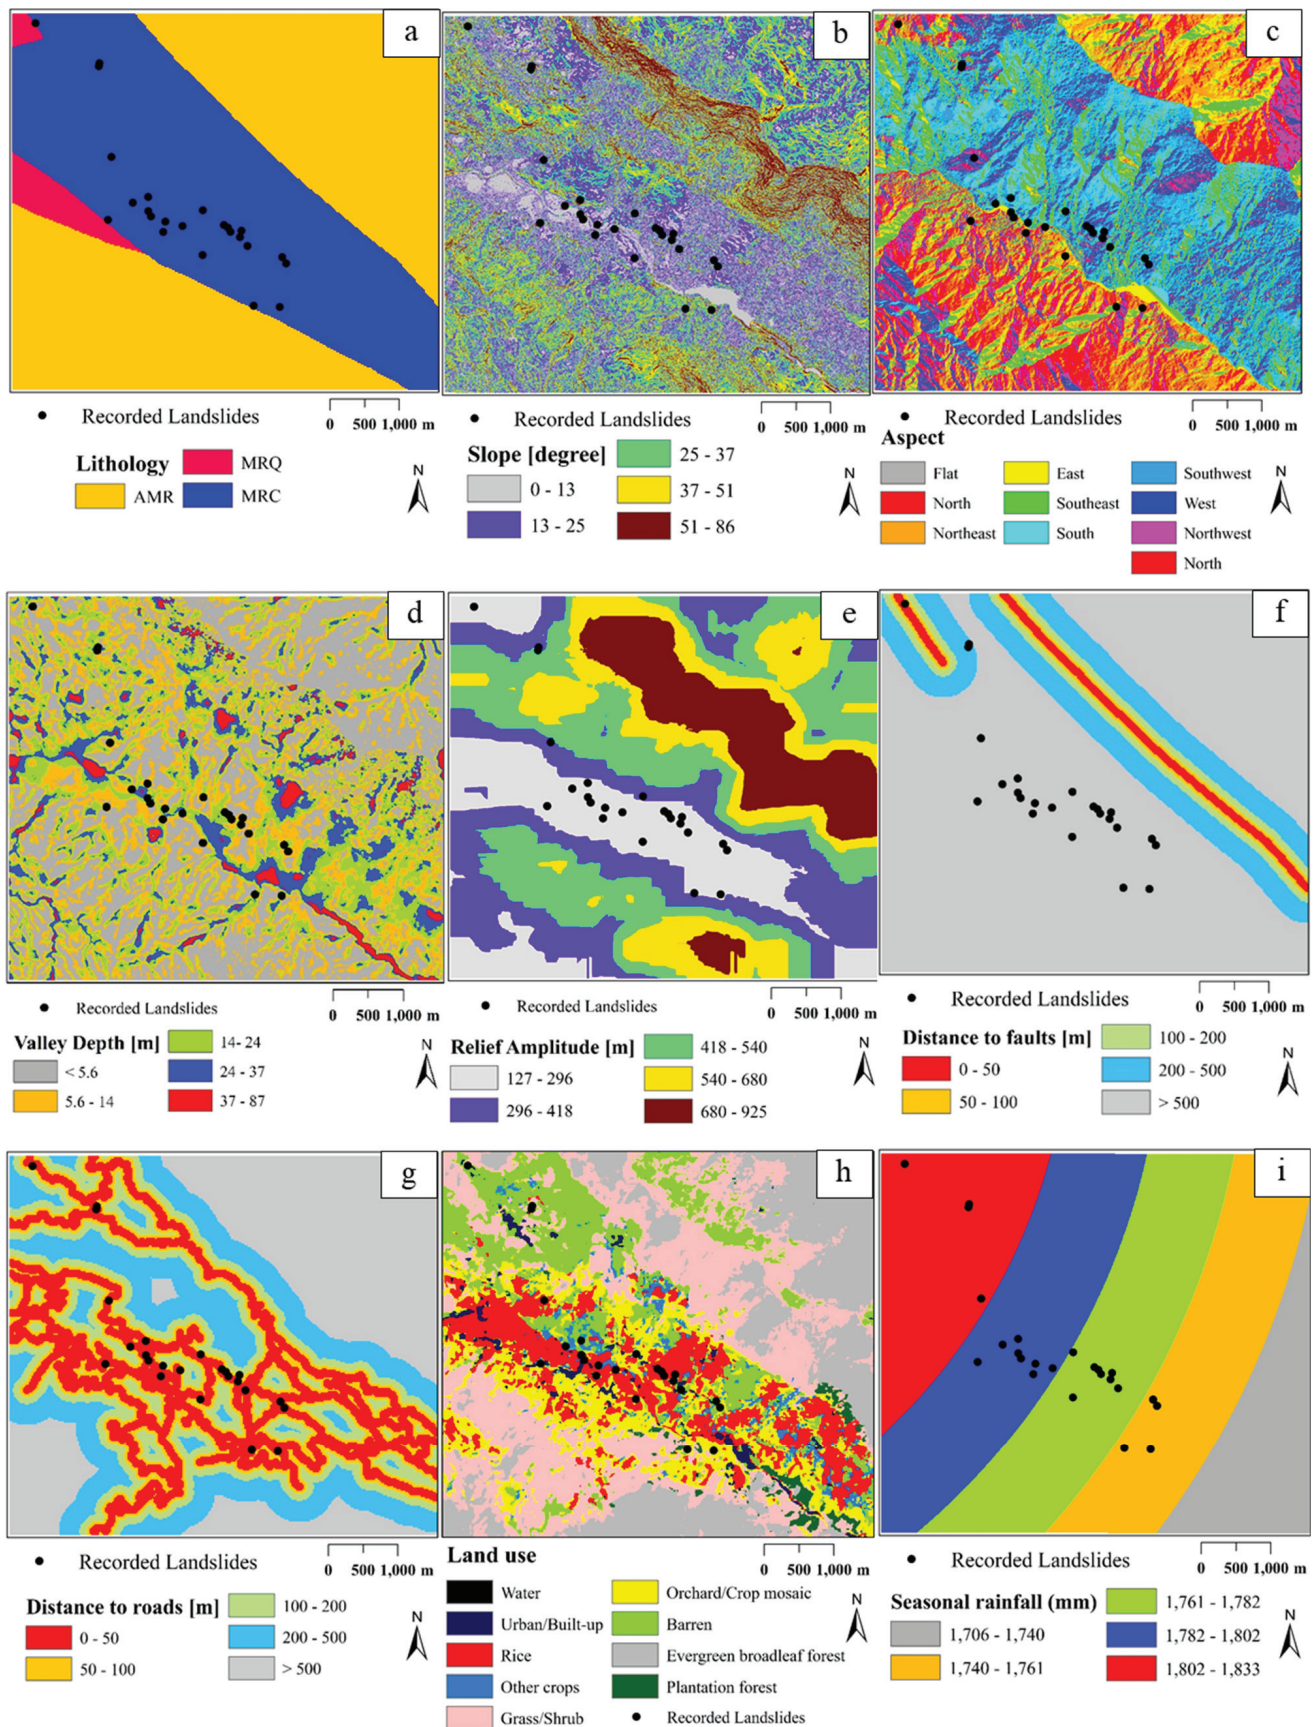 a
Recorded Landslides
0 500 1,000 m
Lithology
MRQ
AMR
MRC
N
b
Recorded Landslides
0 500 1,000 m
Slope [degree]
25 - 37
0 - 13
37 - 51
13 - 25
51 - 86
N
c
Recorded Landslides
0 500 1,000 m
Aspect
Flat
East
Southwest
North
Southeast
West
Northeast
South
Northwest
North
N
d
Recorded Landslides
0 500 1,000 m
Valley Depth [m]
14- 24
< 5.6
24 - 37
5.6 - 14
37 - 87
N
e
Recorded Landslides
0 500 1,000 m
Relief Amplitude [m]
418 - 540
127 - 296
540 - 680
296 - 418
680 - 925
N
f
Recorded Landslides
0 500 1,000 m
Distance to faults [m]
100 - 200
0 - 50
200 - 500
50 - 100
> 500
N
g
Recorded Landslides
0 500 1,000 m
Distance to roads [m]
100 - 200
0 - 50
200 - 500
50 - 100
> 500
N
h
0 500 1,000 m
Land use
Water
Orchard/Crop mosaic
Urban/Built-up
Barren
Rice
Evergreen broadleaf forest
Other crops
Plantation forest
Grass/Shrub
Recorded Landslides
N
i
Recorded Landslides
0 500 1,000 m
Seasonal rainfall (mm)
1,761 - 1,782
1,706 - 1,740
1,782 - 1,802
1,740 - 1,761
1,802 - 1,833
N